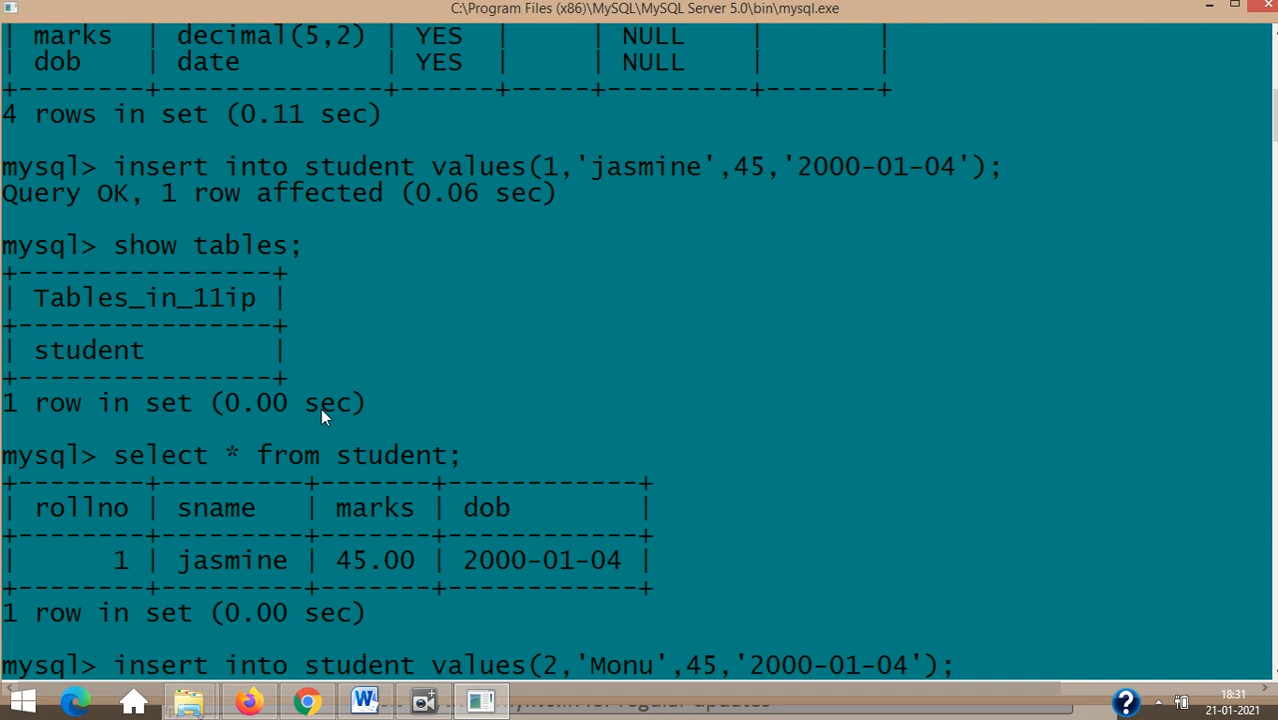 C:\Program Files (x86)\MySQL\MySQL Server 5.0\bin\mysql.exe
| marks | decimal(5,2) | YES | | NULL | |
| dob | date | YES | | NULL | |
+--------+--------------+------+-----+---------+-------+
4 rows in set (0.11 sec)
mysql> insert into student values(1,'jasmine',45,'2000-01-04');
Query OK, 1 row affected (0.06 sec)
mysql> show tables;
+----------------+
| Tables_in_11ip |
+----------------+
| student |
+----------------+
1 row in set (0.00 sec)
mysql> select * from student;
+--------+---------+-------+------------+
| rollno | sname | marks | dob |
+--------+---------+-------+------------+
| 1 | jasmine | 45.00 | 2000-01-04 |
+--------+---------+-------+------------+
1 row in set (0.00 sec)
mysql> insert into student values(2,'Monu',45,'2000-01-04');
for regular updates
18:31
21-01-2021